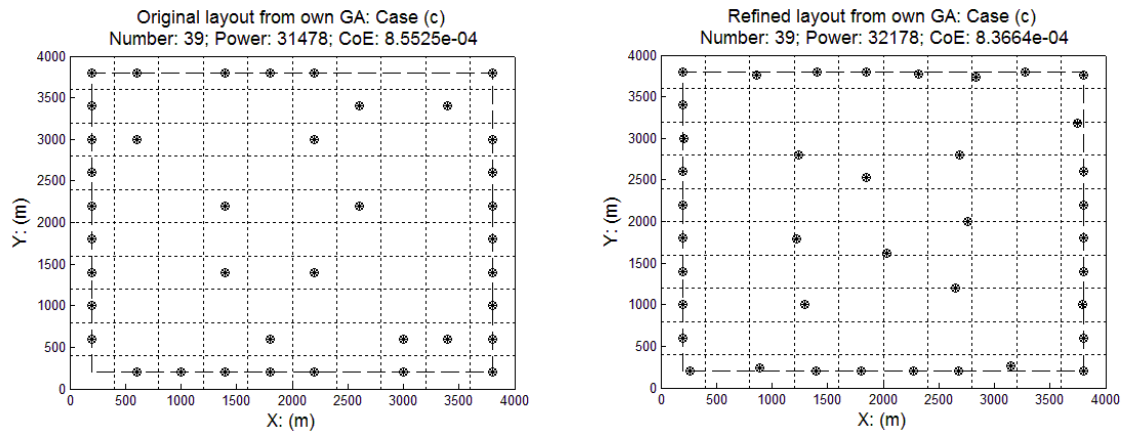 Original layout from own GA: Case (c)
Number: 39; Power: 31478; CoE: 8.5525e-04
4000
3500
3000
2500
2000
1500
1000
500
0
Y: (m)
0 500 1000 1500 2000 2500 3000 3500 4000
X: (m)
Refined layout from own GA: Case (c)
Number: 39; Power: 32178; CoE: 8.3664e-04
4000
3500
3000
2500
2000
1500
1000
500
0
Y: (m)
0 500 1000 1500 2000 2500 3000 3500 4000
X: (m)